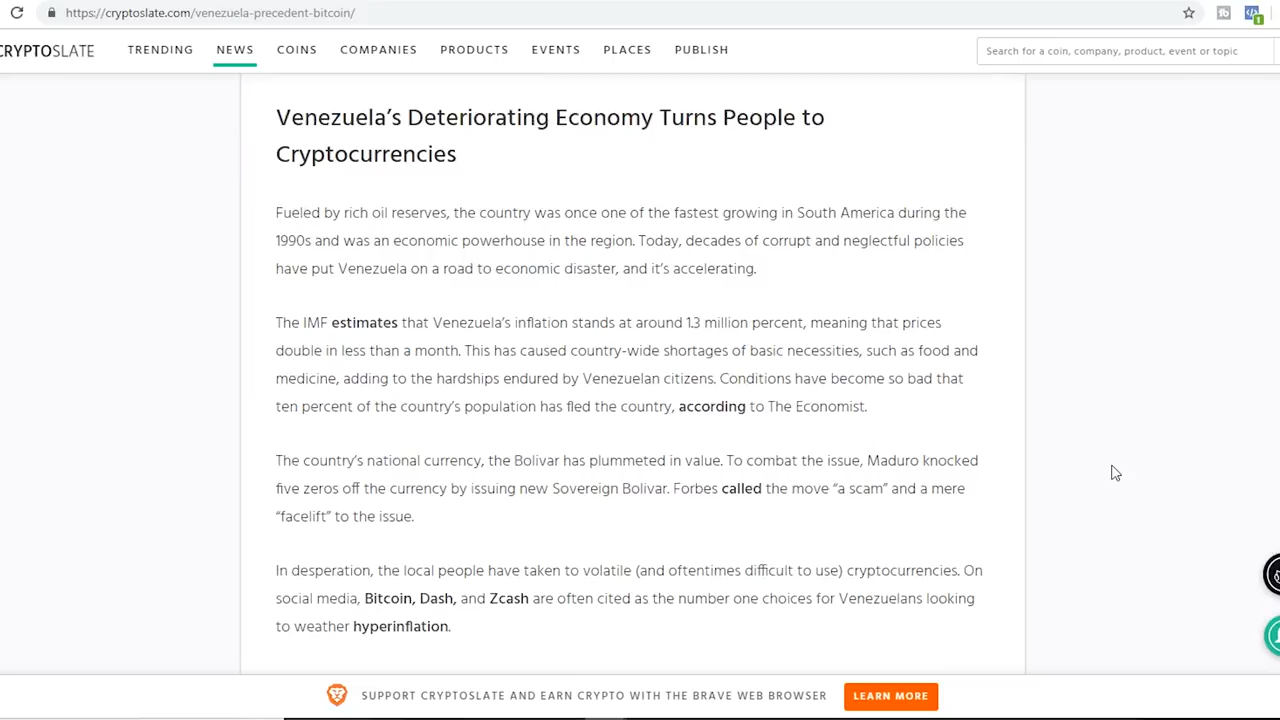 https://cryptoslate.com/venezuela-precedent-bitcoin/
CRYPTOSLATE TRENDING NEWS COINS COMPANIES PRODUCTS EVENTS PLACES PUBLISH Search for a coin, company, product, event or topic
Venezuela's Deteriorating Economy Turns People to
Cryptocurrencies
Fueled by rich oil reserves, the country was once one of the fastest growing in South America during the
1990s and was an economic powerhouse in the region. Today, decades of corrupt and neglectful policies
have put Venezuela on a road to economic disaster, and it's accelerating.
The IMF estimates that Venezuela's inflation stands at around 1.3 million percent, meaning that prices
double in less than a month. This has caused country-wide shortages of basic necessities, such as food and
medicine, adding to the hardships endured by Venezuelan citizens. Conditions have become so bad that
ten percent of the country's population has fled the country, according to The Economist.
The country's national currency, the Bolivar has plummeted in value. To combat the issue, Maduro knocked
five zeros off the currency by issuing new Sovereign Bolivar. Forbes called the move “a scam” and a mere
“facelift” to the issue.
In desperation, the local people have taken to volatile (and oftentimes difficult to use) cryptocurrencies. On
social media, Bitcoin, Dash, and Zcash are often cited as the number one choices for Venezuelans looking
to weather hyperinflation.
SUPPORT CRYPTOSLATE AND EARN CRYPTO WITH THE BRAVE WEB BROWSER LEARN MORE